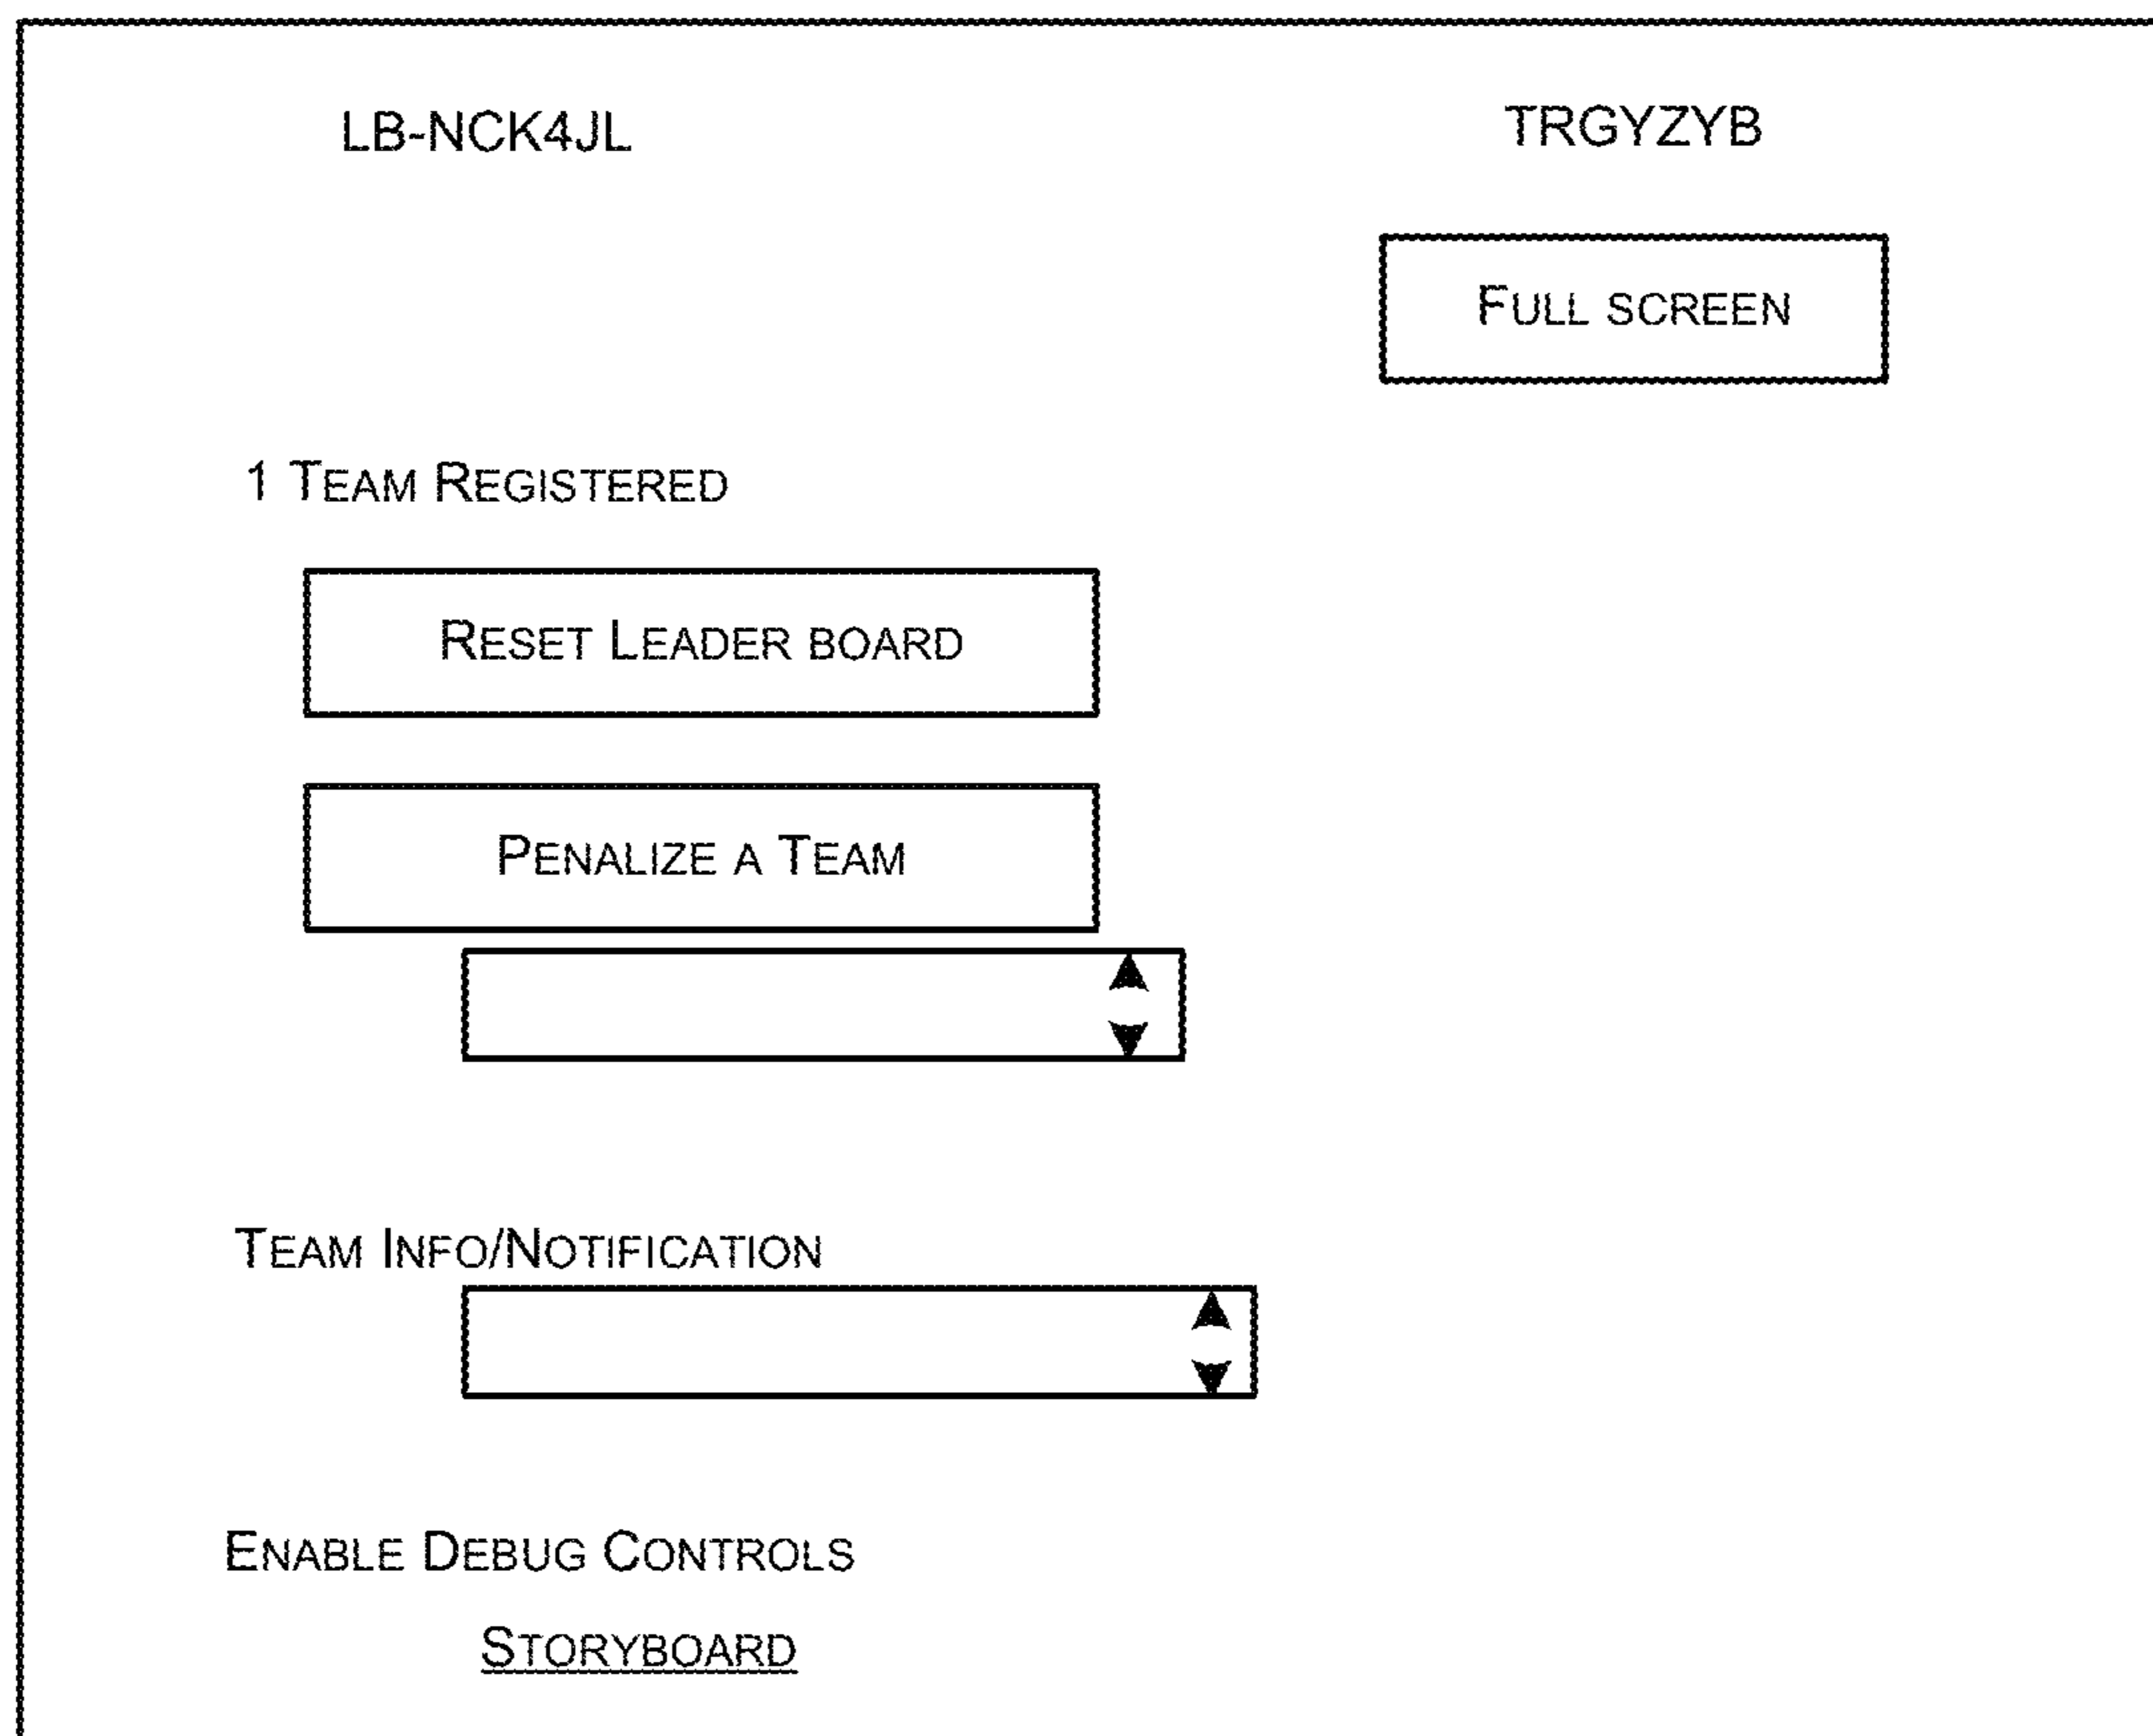 LB-NCK4JL
TRGYZYB
FULL SCREEN
1 TEAM REGISTERED
RESET LEADER BOARD
PENALIZE A TEAM
TEAM INFO/NOTIFICATION
ENABLE DEBUG CONTROLS
STORYBOARD